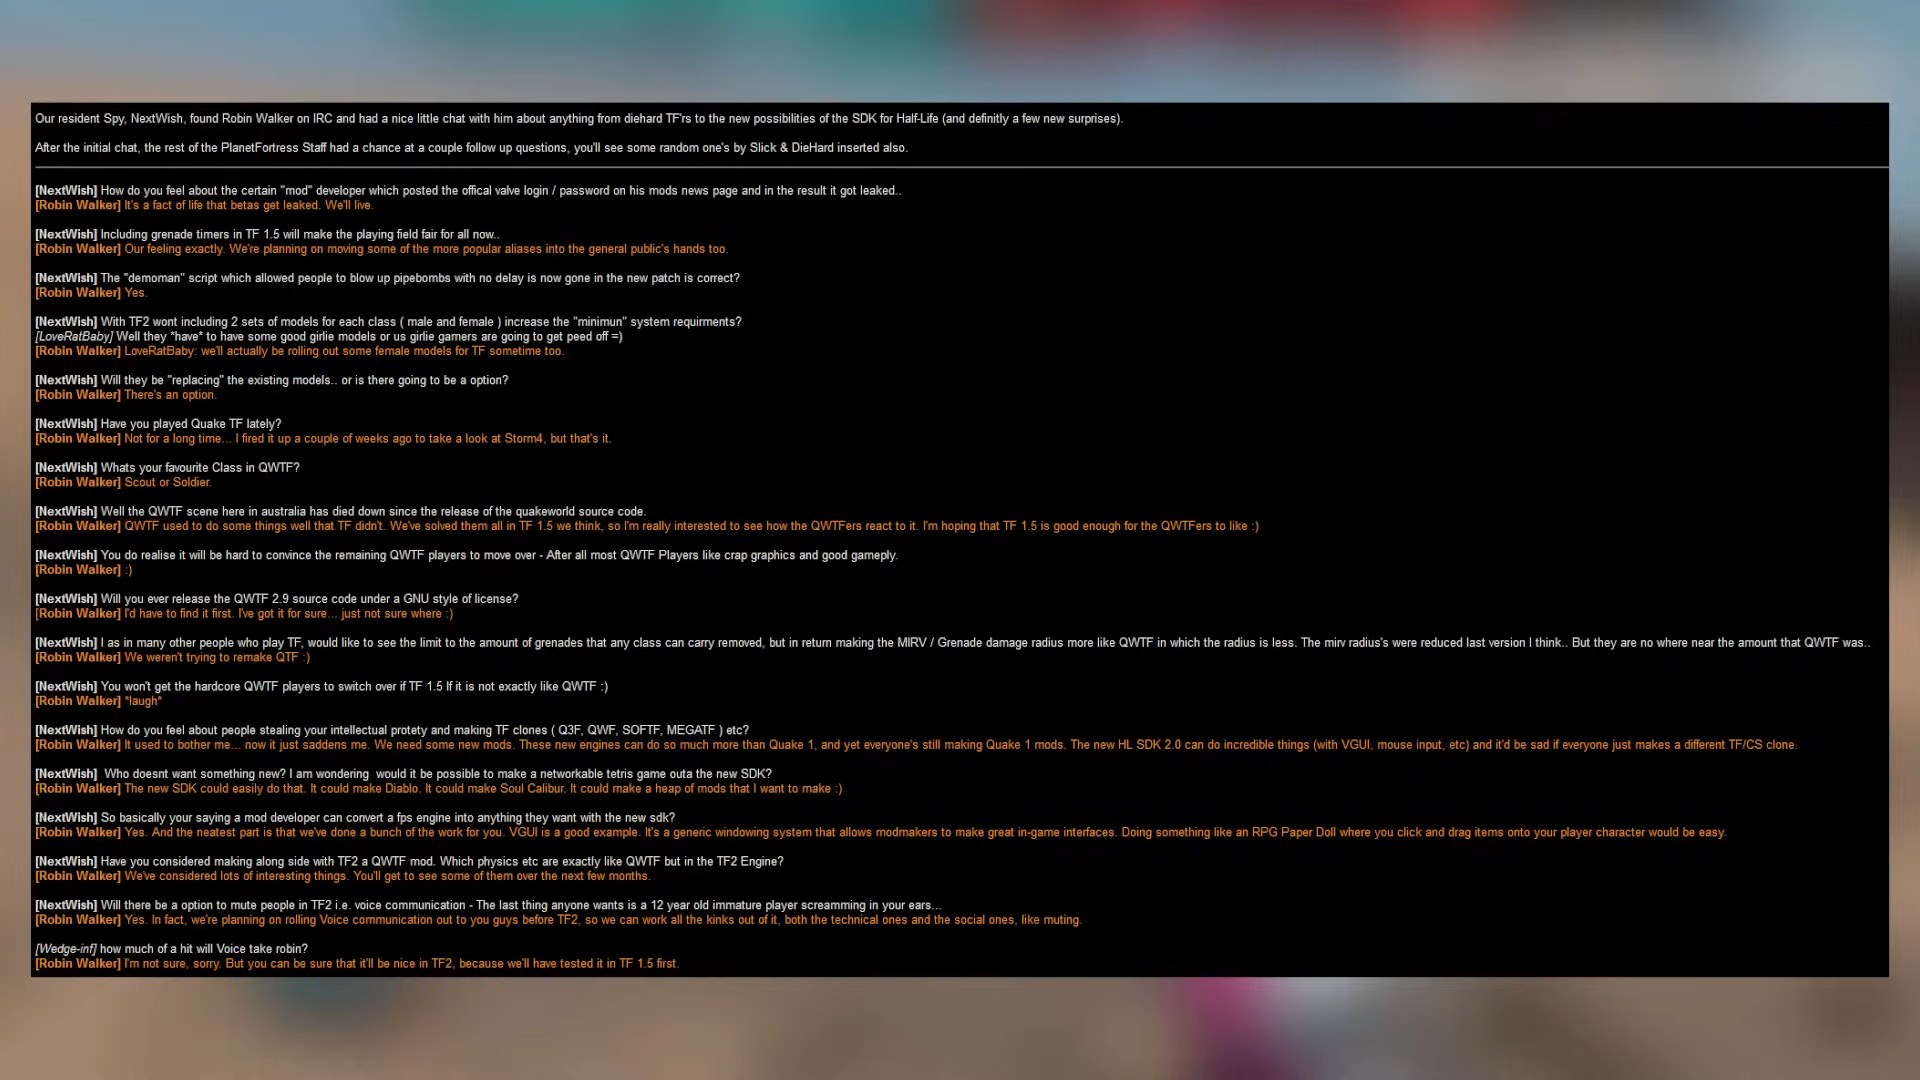 Our resident Spy, NextWish, found Robin Walker on IRC and had a nice little chat with him about anything from diehard TF'rs to the new possibilities of the SDK for Half-Life (and definitly a few new surprises).
After the initial chat, the rest of the PlanetFortress Staff had a chance at a couple follow up questions, you'll see some random one's by Slick & DieHard inserted also.
[NextWish] How do you feel about the certain "mod" developer which posted the offical valve login / password on his mods news page and in the result it got leaked..
[Robin Walker] It's a fact of life that betas get leaked. We'll live.
[NextWish] Including grenade timers in TF 1.5 will make the playing field fair for all now..
[Robin Walker] Our feeling exactly. We're planning on moving some of the more popular aliases into the general public's hands too.
[NextWish] The "demoman" script which allowed people to blow up pipebombs with no delay is now gone in the new patch is correct?
[Robin Walker] Yes.
[NextWish] With TF2 wont including 2 sets of models for each class ( male and female ) increase the "minimun" system requirments?
[LoveRatBaby] Well they *have* to have some good girlie models or us girlie gamers are going to get peed off =)
[Robin Walker] LoveRatBaby: we'll actually be rolling out some female models for TF sometime too.
[NextWish] Will they be "replacing" the existing models.. or is there going to be a option?
[Robin Walker] There's an option.
[NextWish] Have you played Quake TF lately?
[Robin Walker] Not for a long time... I fired it up a couple of weeks ago to take a look at Storm4, but that's it.
[NextWish] Whats your favourite Class in QWTF?
[Robin Walker] Scout or Soldier.
[NextWish] Well the QWTF scene here in australia has died down since the release of the quakeworld source code.
[Robin Walker] QWTF used to do some things well that TF didn't. We've solved them all in TF 1.5 we think, so I'm really interested to see how the QWTFers react to it. I'm hoping that TF 1.5 is good enough for the QWTFers to like :)
[NextWish] You do realise it will be hard to convince the remaining QWTF players to move over - After all most QWTF Players like crap graphics and good gameply.
[Robin Walker] :)
[NextWish] Will you ever release the QWTF 2.9 source code under a GNU style of license?
[Robin Walker] I'd have to find it first. I've got it for sure... just not sure where :)
[NextWish] I as in many other people who play TF, would like to see the limit to the amount of grenades that any class can carry removed, but in return making the MIRV / Grenade damage radius more like QWTF in which the radius is less. The mirv radius's were reduced last version I think.. But they are no where near the amount that QWTF was..
[Robin Walker] We weren't trying to remake QTF :)
[NextWish] You won't get the hardcore QWTF players to switch over if TF 1.5 If it is not exactly like QWTF :)
[Robin Walker] *laugh*
[NextWish] How do you feel about people stealing your intellectual protety and making TF clones ( Q3F, QWF, SOFTF, MEGATF ) etc?
[Robin Walker] It used to bother me... now it just saddens me. We need some new mods. These new engines can do so much more than Quake 1, and yet everyone's still making Quake 1 mods. The new HL SDK 2.0 can do incredible things (with VGUI, mouse input, etc) and it'd be sad if everyone just makes a different TF/CS clone.
[NextWish] Who doesnt want something new? I am wondering would it be possible to make a networkable tetris game outa the new SDK?
[Robin Walker] The new SDK could easily do that. It could make Diablo. It could make Soul Calibur. It could make a heap of mods that I want to make :)
[NextWish] So basically your saying a mod developer can convert a fps engine into anything they want with the new sdk?
[Robin Walker] Yes. And the neatest part is that we've done a bunch of the work for you. VGUI is a good example. It's a generic windowing system that allows modmakers to make great in-game interfaces. Doing something like an RPG Paper Doll where you click and drag items onto your player character would be easy.
[NextWish] Have you considered making along side with TF2 a QWTF mod. Which physics etc are exactly like QWTF but in the TF2 Engine?
[Robin Walker] We've considered lots of interesting things. You'll get to see some of them over the next few months.
[NextWish] Will there be a option to mute people in TF2 i.e. voice communication - The last thing anyone wants is a 12 year old immature player screamming in your ears...
[Robin Walker] Yes. In fact, we're planning on rolling Voice communication out to you guys before TF2, so we can work all the kinks out of it, both the technical ones and the social ones, like muting.
[Wedge-inf] how much of a hit will Voice take robin?
[Robin Walker] I'm not sure, sorry. But you can be sure that it'll be nice in TF2, because we'll have tested it in TF 1.5 first.